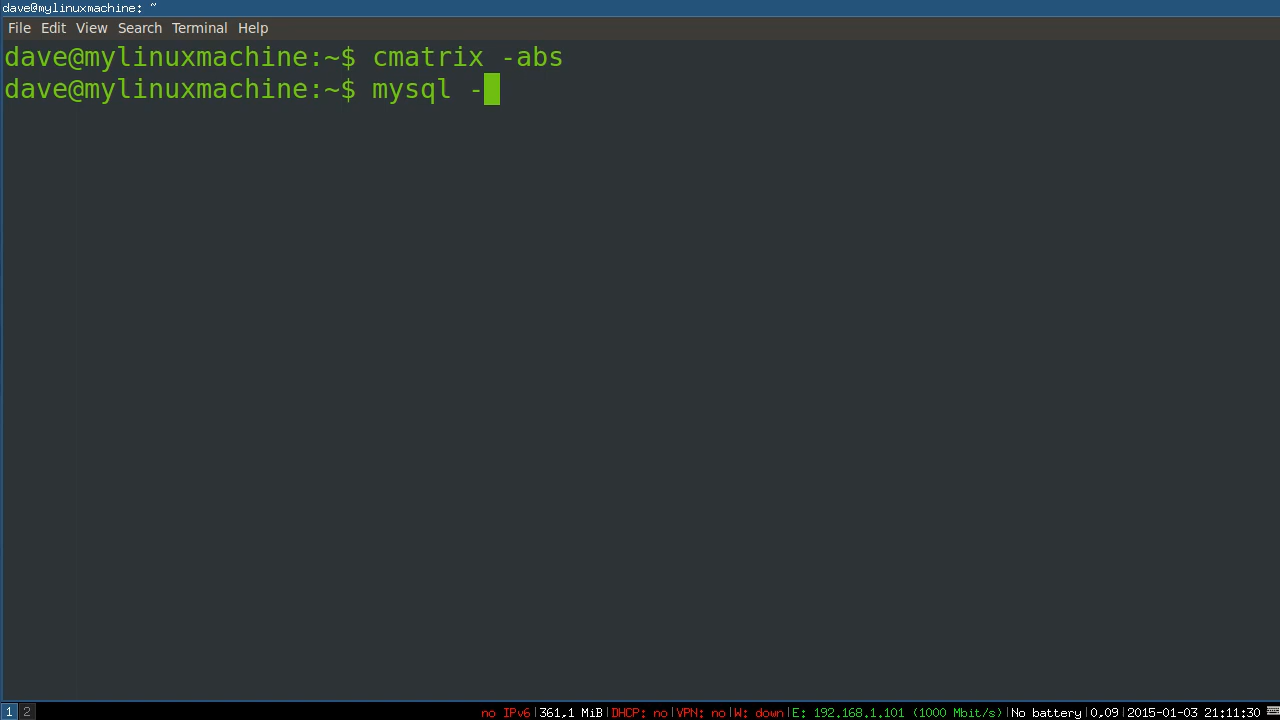 dave@mylinuxmachine: ~
File Edit View Search Terminal Help
dave@mylinuxmachine:~$ cmatrix -abs
dave@mylinuxmachine:~$ mysql -
1 2 no IPv6|361,1 MiB|DHCP: no|VPN: no|W: down|E: 192.168.1.101 (1000 Mbit/s)|No battery|0,09|2015-01-03 21:11:30